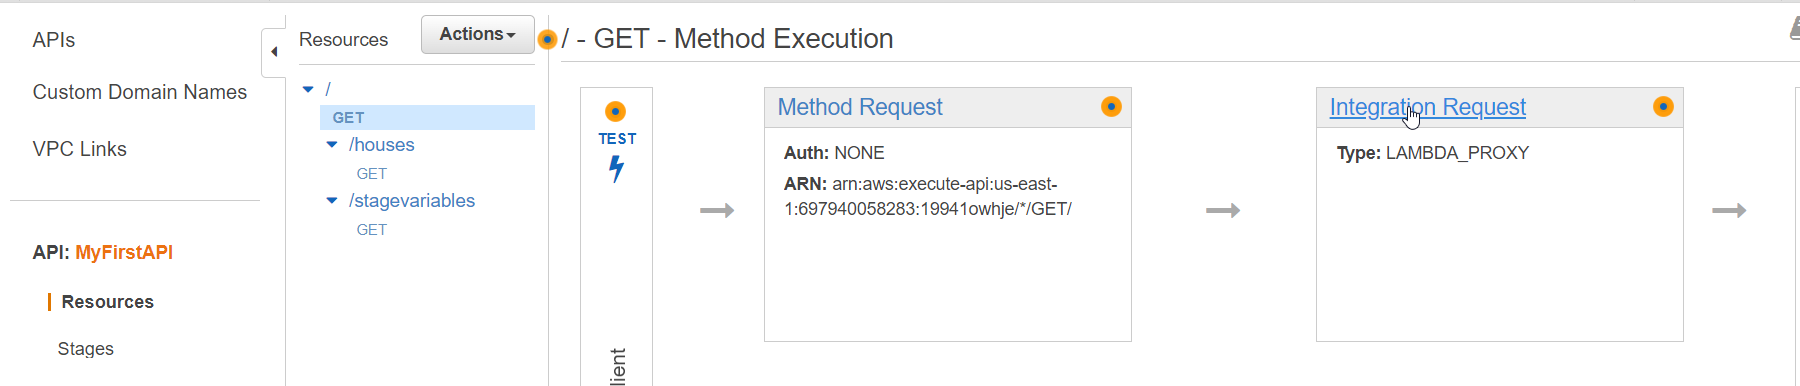 APIs
Custom Domain Names
VPC Links
API: MyFirstAPI
Resources
Stages
Resources
Actions
/
GET
/houses
GET
/stagevariables
GET
/ - GET - Method Execution
TEST
Method Request
Auth: NONE
ARN: arn:aws:execute-api:us-east-
1:697940058283:19941owhje/*/GET/
Integration Request
Type: LAMBDA_PROXY